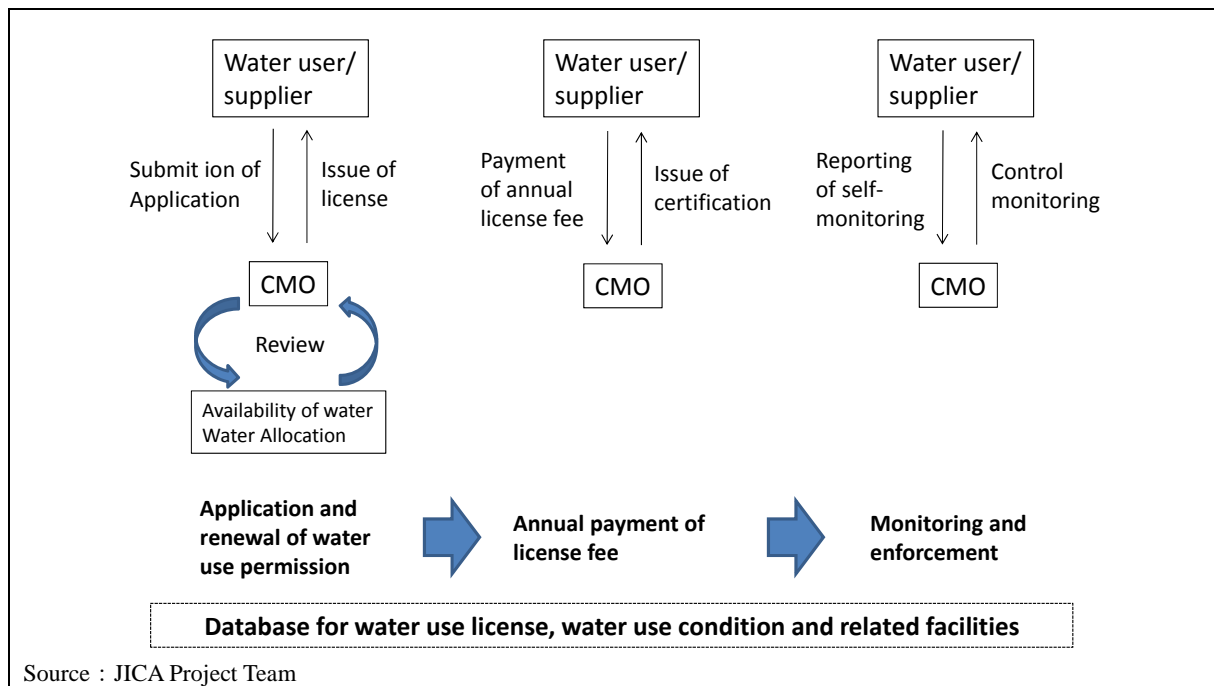 Water user/
supplier
Submit ion of
Application
Issue of
license
CMO
Review
Availability of water
Water Allocation
Water user/
supplier
Payment
of annual
license fee
Issue of
certification
CMO
Water user/
supplier
Reporting
of self-
monitoring
Control
monitoring
CMO
Application and
renewal of water
use permission
Annual payment of
license fee
Monitoring and
enforcement
Database for water use license, water use condition and related facilities
Source：JICA Project Team